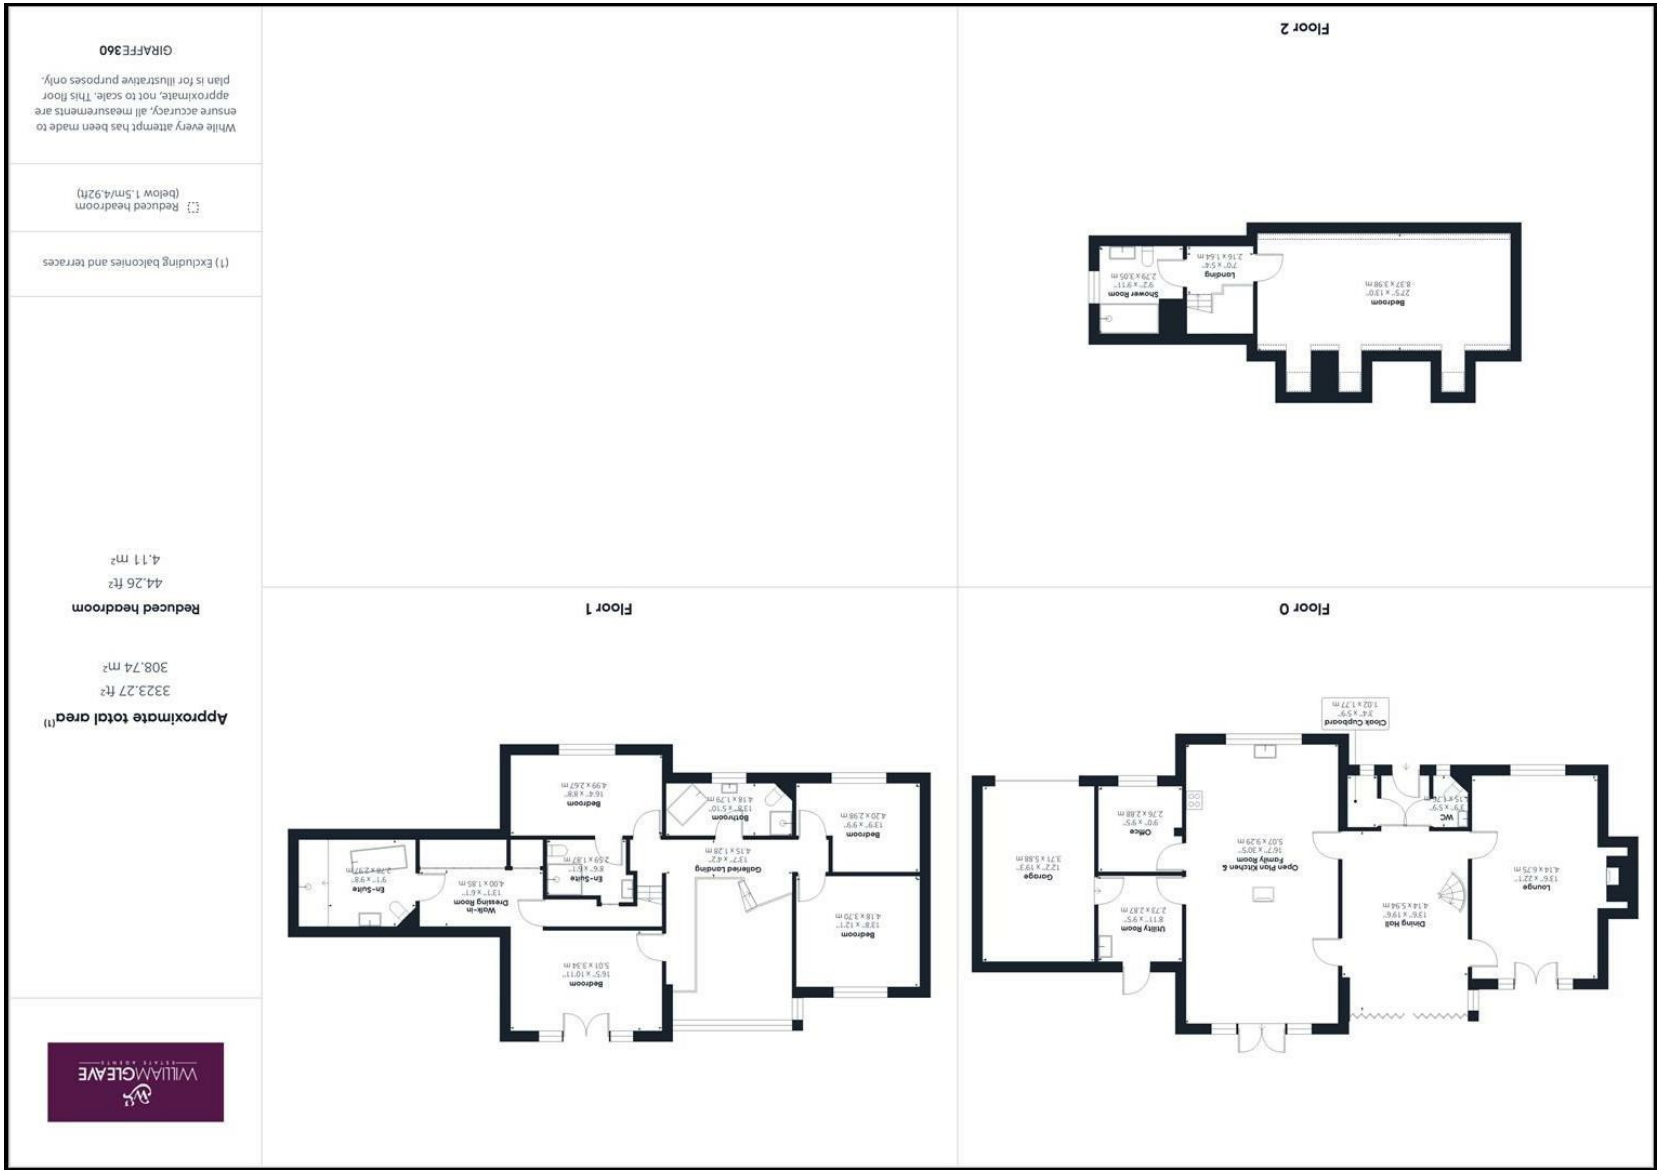 Lounge
13'6" x 22'1"
4.14 x 6.75 m
Dining Hall
13'6" x 19'6"
4.14 x 5.94 m
Open Plan Kitchen &
Family Room
16'7" x 30'5"
5.07 x 9.29 m
Utility Room
8'11" x 9'5"
2.73 x 2.87 m
Garage
12'2" x 19'3"
3.71 x 5.88 m
Office
9'0" x 9'5"
2.76 x 2.88 m
WC
3'9" x 5'9"
Cloak Cupboard
3'4" x 5'9"
1.02 x 1.77 m
Floor 0
Bedroom
13'8" x 12'1"
4.18 x 3.70 m
Bedroom
16'5" x 10'11"
5.01 x 3.34 m
Galleried Landing
13'7" x 4'2"
4.15 x 1.28 m
En-Suite
8'6" x 6'1"
2.59 x 1.87 m
Walk-in
Dressing Room
13'1" x 6'1"
4.00 x 1.85 m
En-Suite
9'1" x 9'8"
2.78 x 2.97 m
Bedroom
13'9" x 9'9"
4.20 x 2.98 m
Bathroom
13'8" x 5'10"
4.18 x 1.79 m
Bedroom
16'4" x 8'8"
4.99 x 2.67 m
Floor 1
Bedroom
27'5" x 13'0"
8.37 x 3.98 m
Landing
7'0" x 5'4"
2.16 x 1.64 m
Shower Room
9'2" x 9'11"
2.79 x 3.05 m
Floor 2
WILLIAMGLEAVE
ESTATE AGENTS
Approximate total area(1)
3323.27 ft²
308.74 m²
Reduced headroom
44.26 ft²
4.11 m²
(1) Excluding balconies and terraces
Reduced headroom
(below 1.5m/4.92ft)
While every attempt has been made to
ensure accuracy, all measurements are
approximate, not to scale. This floor
plan is for illustrative purposes only.
GIRAFFE360